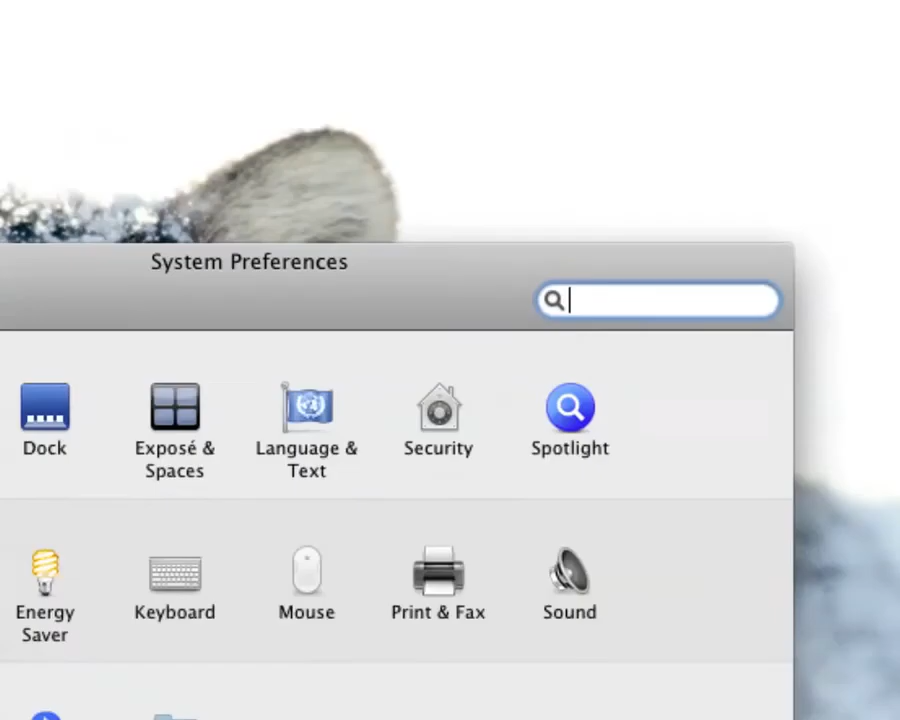 System Preferences
Dock
Exposé &
Spaces
Language &
Text
Security
Spotlight
Energy
Saver
Keyboard
Mouse
Print & Fax
Sound